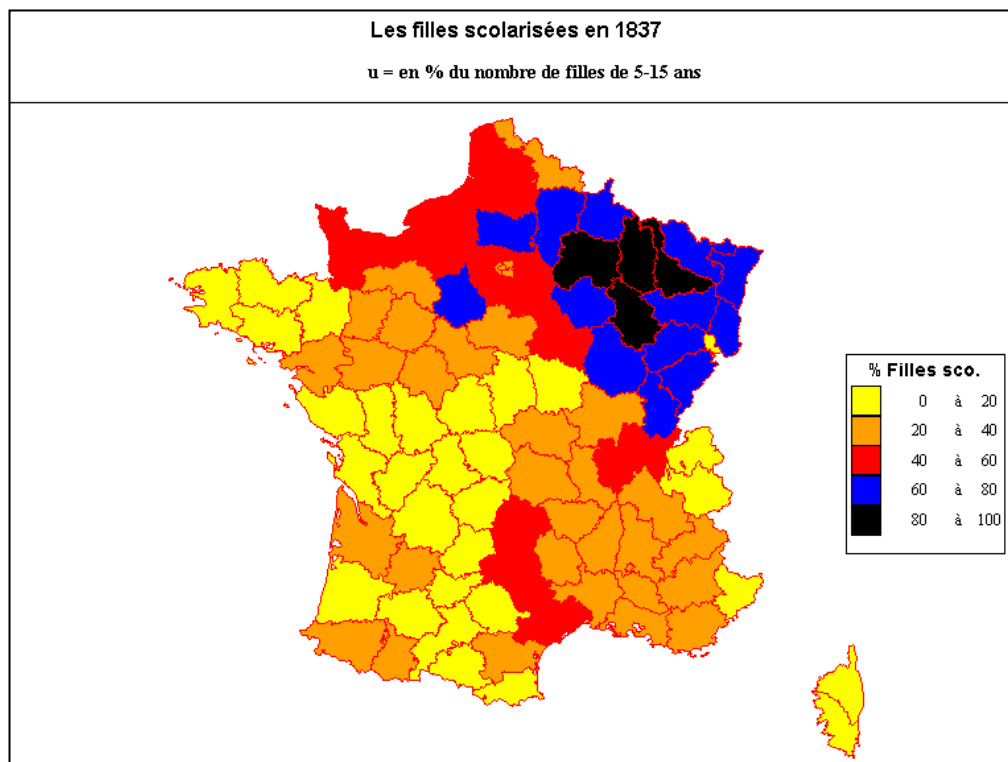 Les filles scolarisées en 1837
u = en % du nombre de filles de 5-15 ans
% Filles sco.
0 à 20
20 à 40
40 à 60
60 à 80
80 à 100